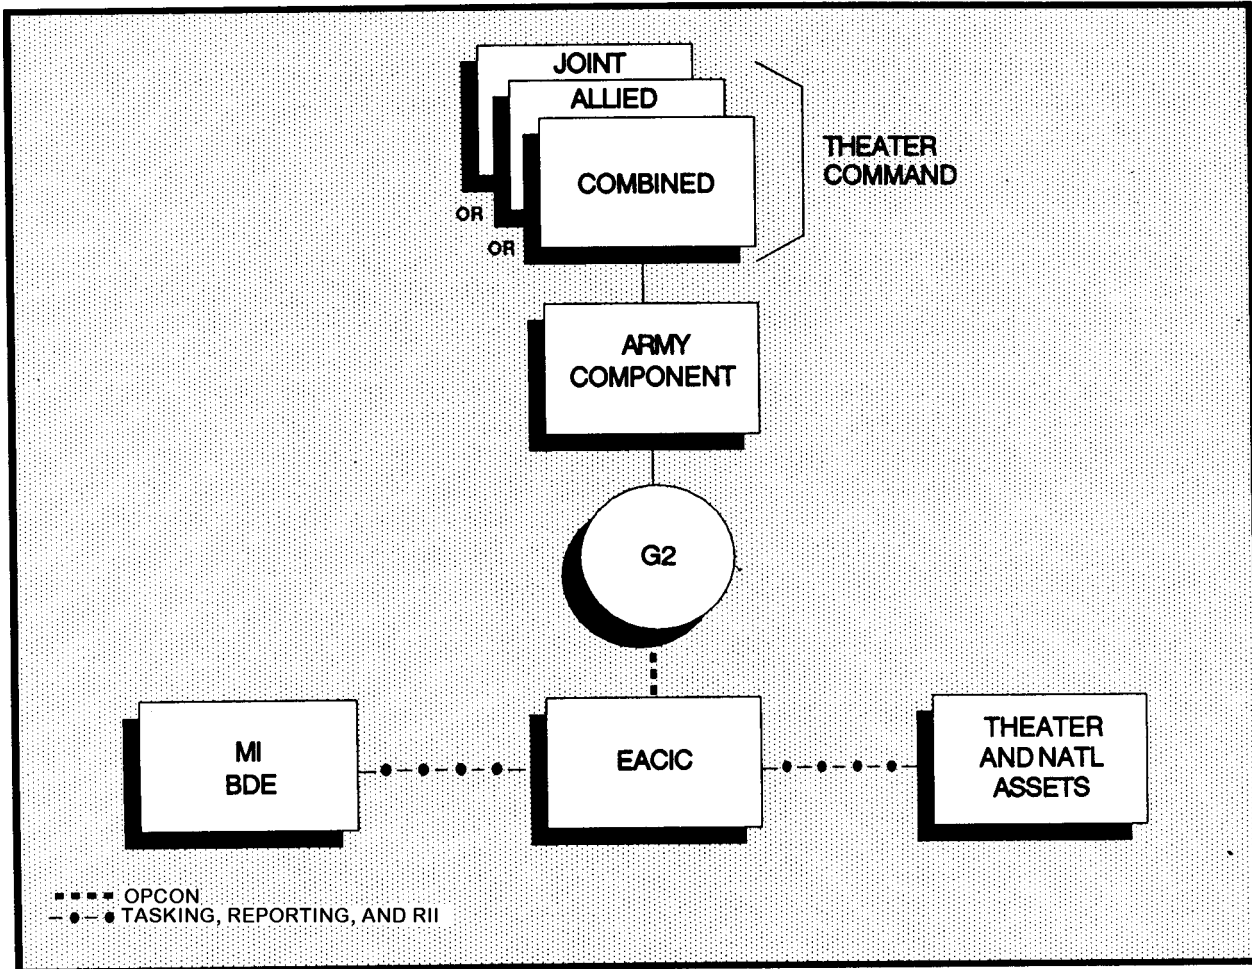 JOINT
ALLIED
COMBINED
OR
OR
THEATER
COMMAND
ARMY
COMPONENT
G2
MI
BDE
EACIC
THEATER
AND NATL
ASSETS
OPCON
TASKING, REPORTING, AND RII